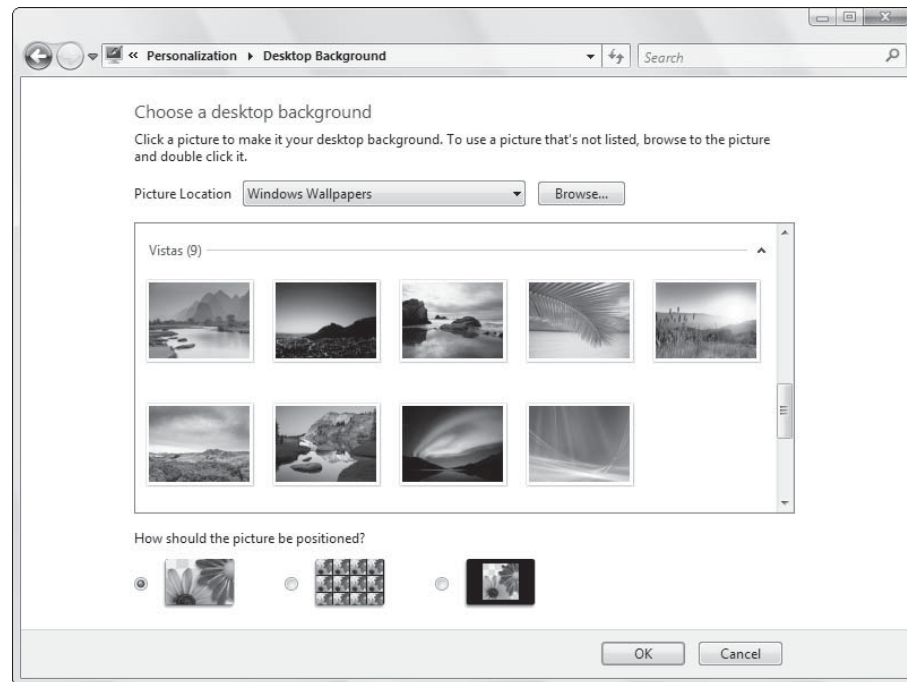 « Personalization ▸ Desktop Background
Search
Choose a desktop background
Click a picture to make it your desktop background. To use a picture that's not listed, browse to the picture
and double click it.
Picture Location Windows Wallpapers Browse...
Vistas (9)
How should the picture be positioned?
OK Cancel